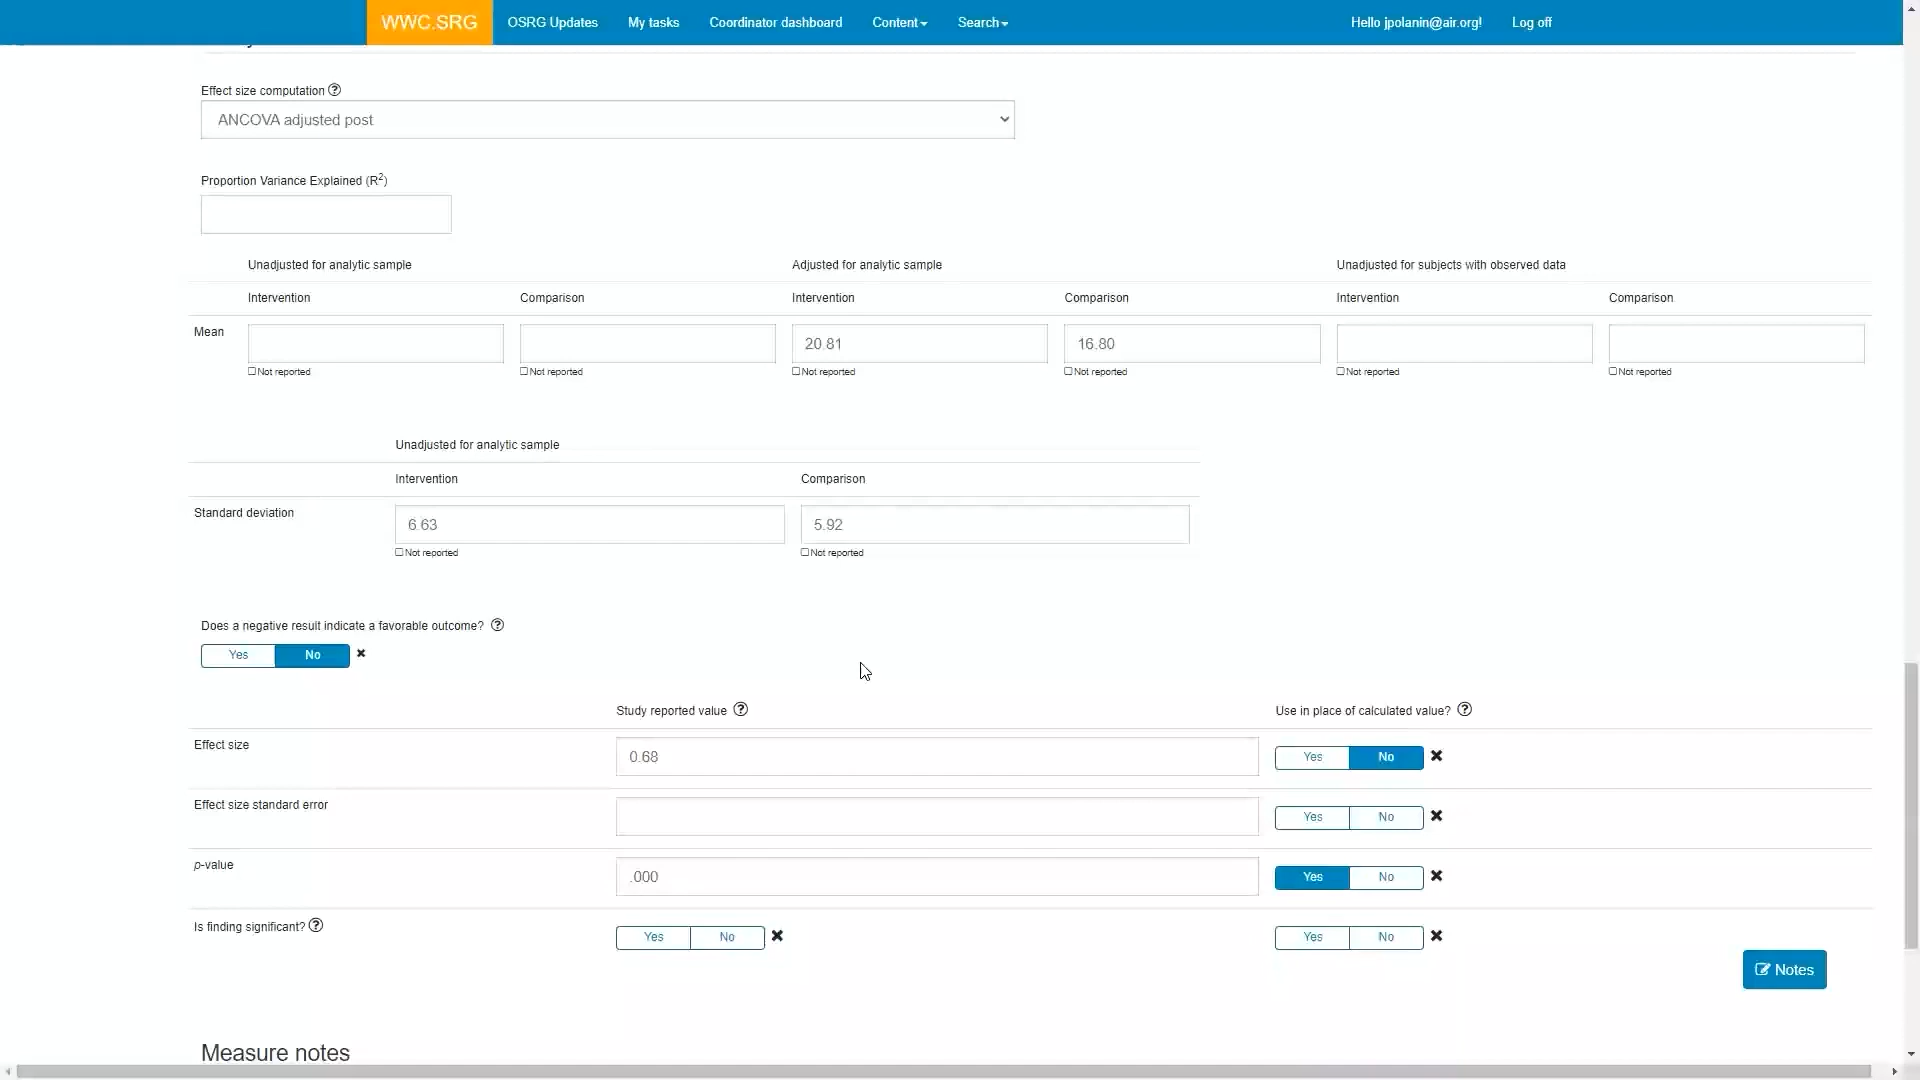 WWC.SRG OSRG Updates My tasks Coordinator dashboard Content Search Hello jpolanin@air.org! Log off
Effect size computation
ANCOVA adjusted post
Proportion Variance Explained (R²)
Unadjusted for analytic sample Adjusted for analytic sample Unadjusted for subjects with observed data
Intervention Comparison Intervention Comparison Intervention Comparison
Mean 20.81 16.80
Not reported Not reported Not reported Not reported Not reported Not reported
Unadjusted for analytic sample
Intervention Comparison
Standard deviation 6.63 5.92
Not reported Not reported
Does a negative result indicate a favorable outcome?
Yes No
Study reported value Use in place of calculated value?
Effect size 0.68 Yes No
Effect size standard error Yes No
p-value .000 Yes No
Is finding significant? Yes No Yes No
Notes
Measure notes